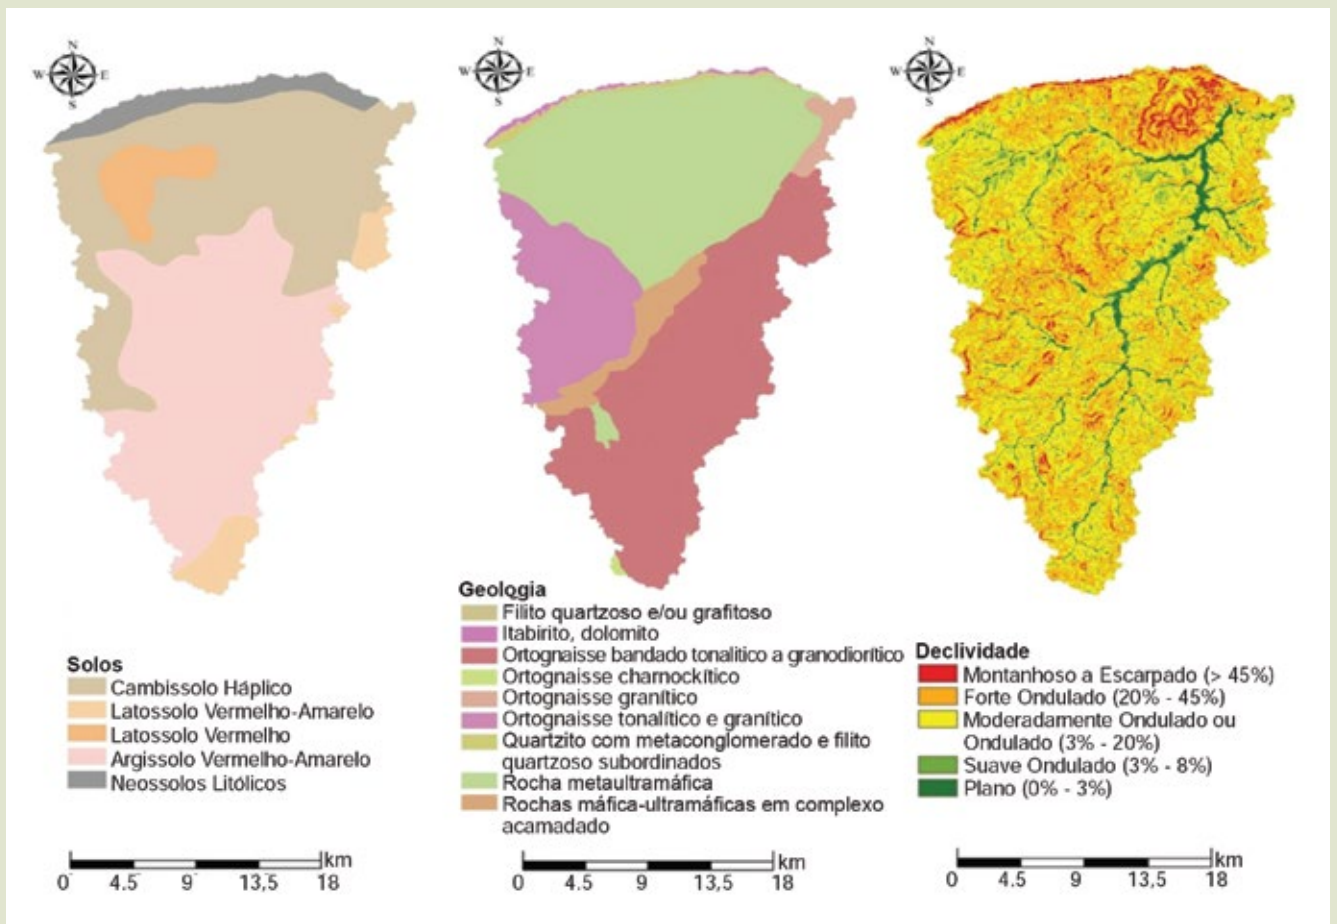 N
W E
S
N
W E
S
N
W E
S
Solos
Cambissolo Háplico
Latossolo Vermelho-Amarelo
Latossolo Vermelho
Argissolo Vermelho-Amarelo
Neossolos Litólicos
km
0 4.5 9 13,5 18
Geologia
Filito quartzoso e/ou grafitoso
Itabirito, dolomito
Ortognaisse bandado tonalitico a granodiorítico
Ortognaisse charnockítico
Ortognaisse granítico
Ortognaisse tonalítico e granítico
Quartzito com metaconglomerado e filito
quartzoso subordinados
Rocha metaultramáfica
Rochas máfica-ultramáficas em complexo
acamadado
km
0 4.5 9 13,5 18
Declividade
Montanhoso a Escarpado (> 45%)
Forte Ondulado (20% - 45%)
Moderadamente Ondulado ou
Ondulado (3% - 20%)
Suave Ondulado (3% - 8%)
Plano (0% - 3%)
km
0 4.5 9 13,5 18